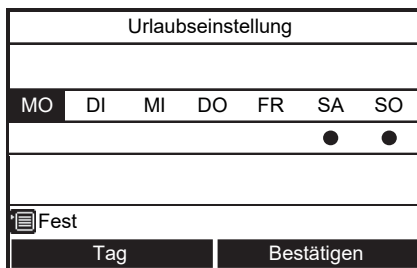 Urlaubseinstellung
MO DI MI DO FR SA SO
Fest
Tag Bestätigen